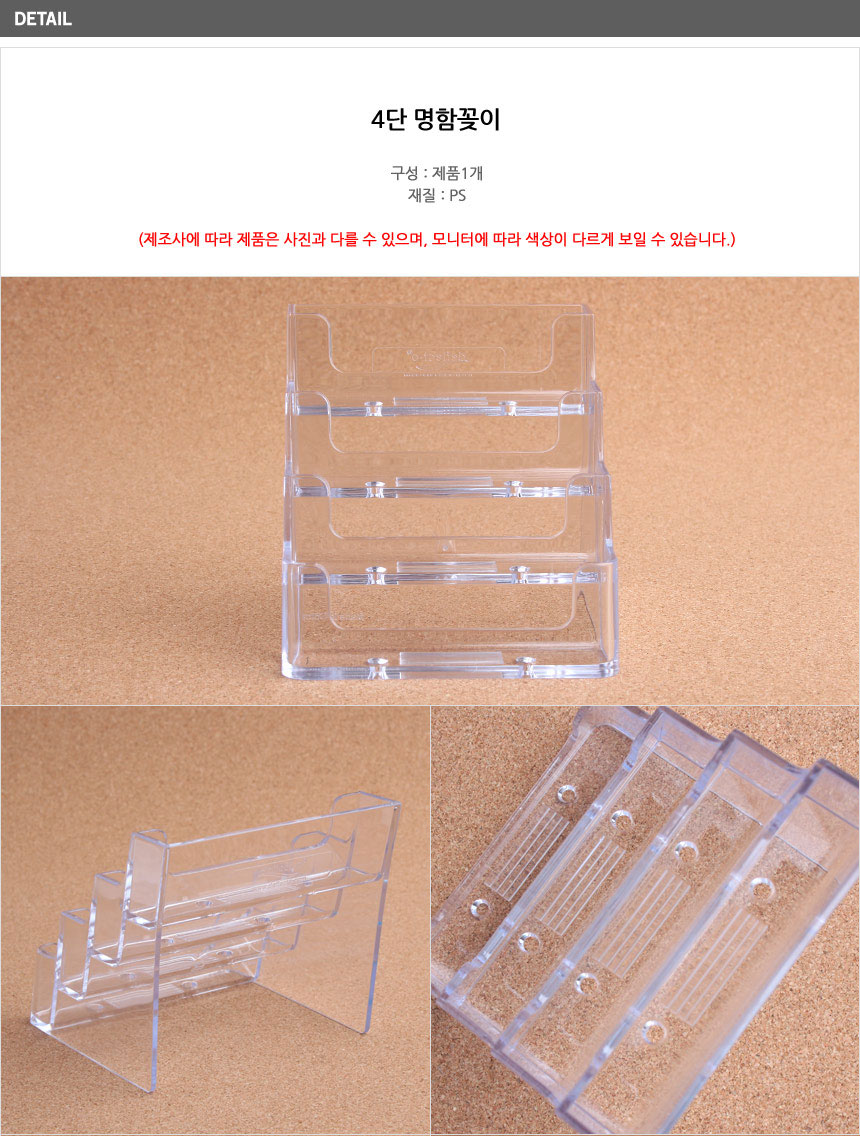 DETAIL
4단 명함꽂이
구성 : 제품1개
재질 : PS
(제조사에 따라 제품은 사진과 다를 수 있으며, 모니터에 따라 색상이 다르게 보일 수 있습니다.)